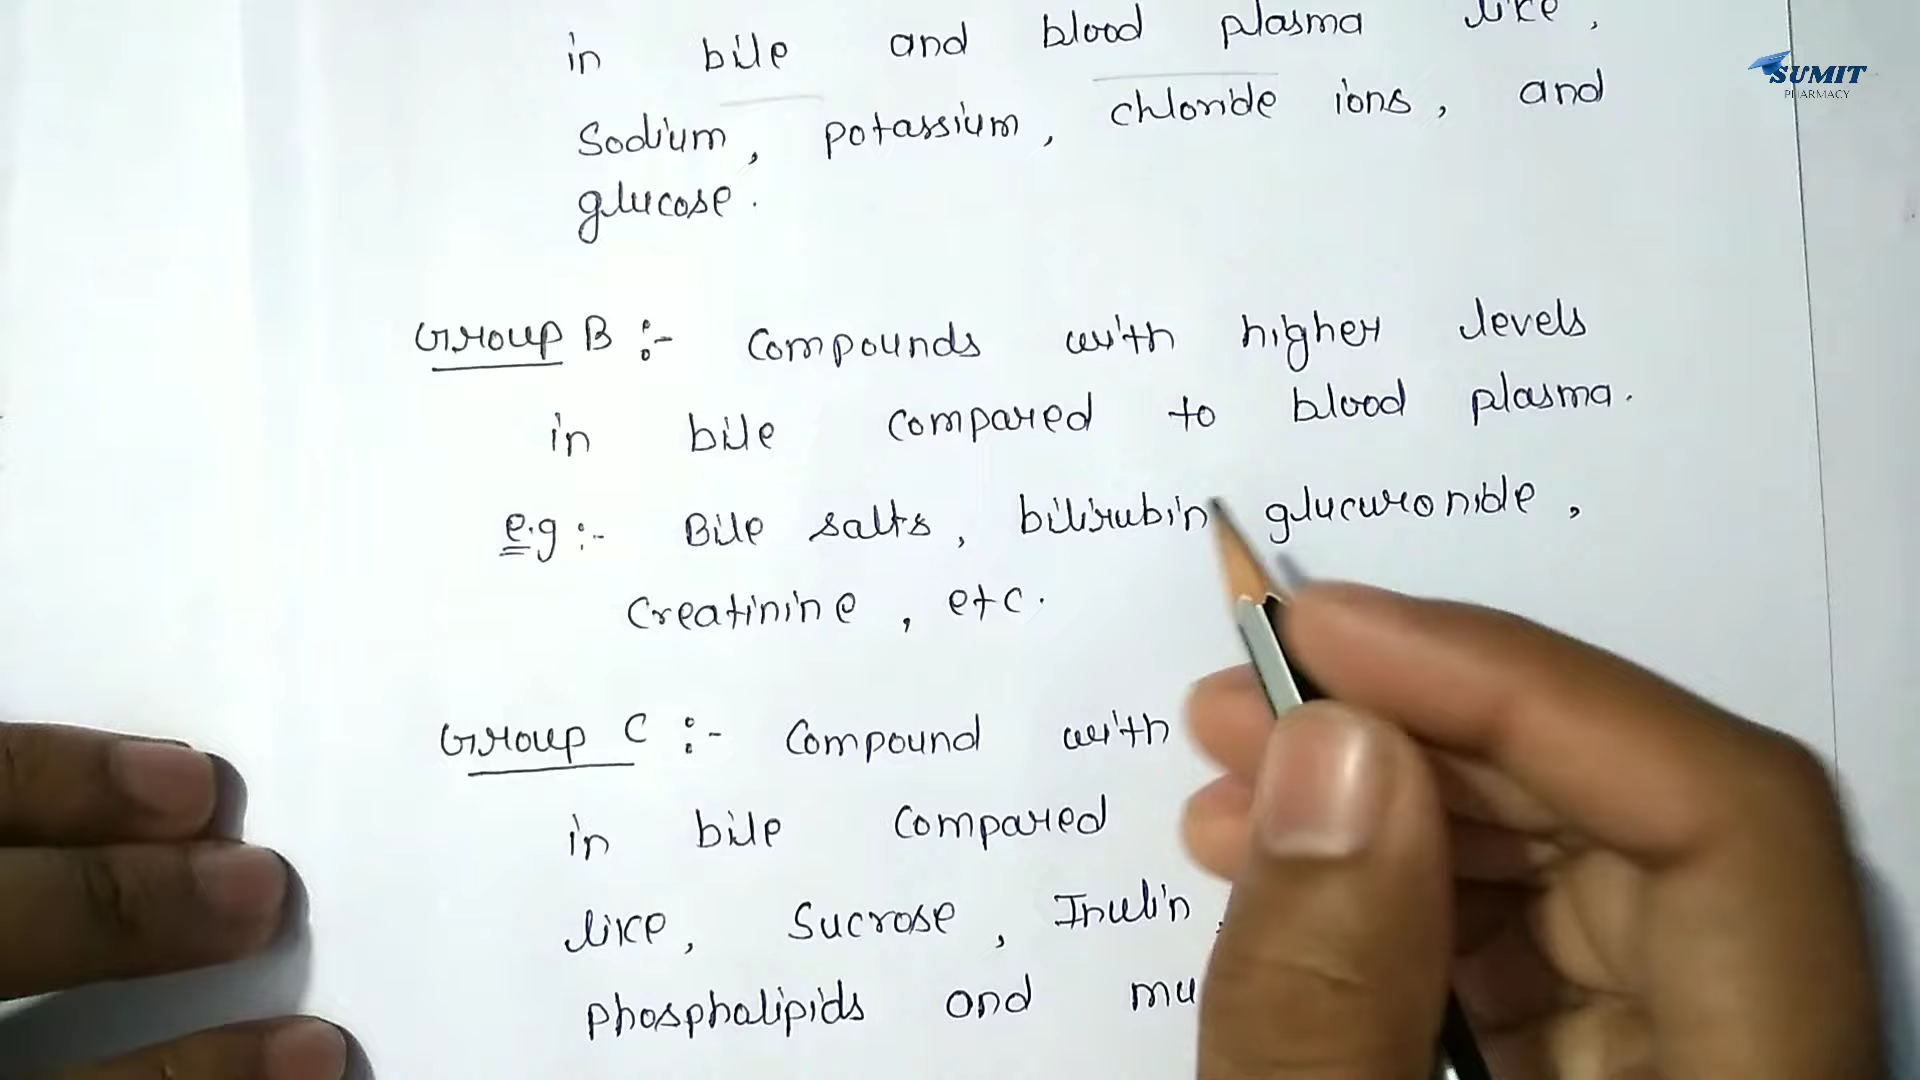 in bile and blood plasma like,
Sodium, potassium, chloride ions, and
glucose.
SUMIT
PHARMACY
Group B :- Compounds with higher levels
in bile compared to blood plasma.
e.g :- Bile salts, bilirubin glucuronide,
Creatinine, etc.
Group C :- Compound with
in bile compared
like, Sucrose, Inulin,
phosphalipids and